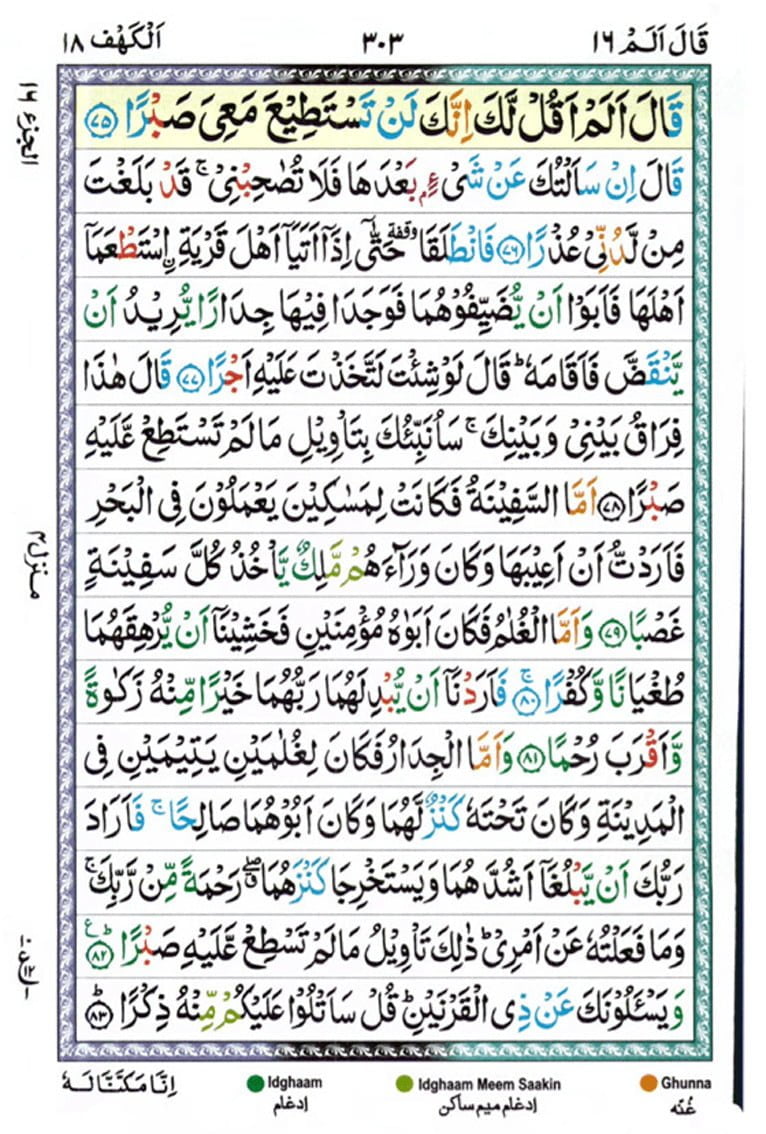 قَالَ اَلَمْ ١٦
٣٠٣
اَلْكَهْف ١٨
الجزء ١٦
قَالَ اَلَمْ اَقُلْ لَّكَ اِنَّكَ لَنْ تَسْتَطِيْعَ مَعِىَ صَبْرًا ﴿٧٥﴾
قَالَ اِنْ سَاَلْتُكَ عَنْ شَىْءٍۭ بَعْدَهَا فَلَا تُصٰحِبْنِىْ ۚ قَدْ بَلَغْتَ
مِنْ لَّدُنِّىْ عُذْرًا ﴿٧٦﴾ فَانْطَلَقَا وقفة حَتّٰۤى اِذَاۤ اَتَيَاۤ اَهْلَ قَرْيَةِ ۨاسْتَطْعَمَاۤ
اَهْلَهَا فَاَبَوْا اَنْ يُّضَيِّفُوْهُمَا فَوَجَدَا فِيْهَا جِدَارًا يُّرِيْدُ اَنْ
يَّنْقَضَّ فَاَقَامَهٗ ؕ قَالَ لَوْ شِئْتَ لَتَّخَذْتَ عَلَيْهِ اَجْرًا ﴿٧٧﴾ قَالَ هٰذَا
فِرَاقُ بَيْنِىْ وَبَيْنِكَ ۚ سَاُنَبِّئُكَ بِتَاْوِيْلِ مَا لَمْ تَسْتَطِعْ عَّلَيْهِ
صَبْرًا ﴿٧٨﴾ اَمَّا السَّفِيْنَةُ فَكَانَتْ لِمَسٰكِيْنَ يَعْمَلُوْنَ فِى الْبَحْرِ
فَاَرَدْتُّ اَنْ اَعِيْبَهَا وَكَانَ وَرَآءَهُمْ مَّلِكٌ يَّاْخُذُ كُلَّ سَفِيْنَةٍ
غَصْبًا ﴿٧٩﴾ وَاَمَّا الْغُلٰمُ فَكَانَ اَبَوٰهُ مُؤْمِنَيْنِ فَخَشِيْنَاۤ اَنْ يُّرْهِقَهُمَا
طُغْيَانًا وَّكُفْرًا ۚ ﴿٨٠﴾ فَاَرَدْنَاۤ اَنْ يُّبْدِلَهُمَا رَبُّهُمَا خَيْرًا مِّنْهُ زَكٰوةً
وَّاَقْرَبَ رُحْمًا ﴿٨١﴾ وَاَمَّا الْجِدَارُ فَكَانَ لِغُلٰمَيْنِ يَتِيْمَيْنِ فِى
الْمَدِيْنَةِ وَكَانَ تَحْتَهٗ كَنْزٌ لَّهُمَا وَكَانَ اَبُوْهُمَا صَالِحًا ۚ فَاَرَادَ
رَبُّكَ اَنْ يَّبْلُغَاۤ اَشُدَّهُمَا وَيَسْتَخْرِجَا كَنْزَهُمَا ۖ رَحْمَةً مِّنْ رَّبِّكَ ۚ
وَمَا فَعَلْتُهٗ عَنْ اَمْرِىْ ؕ ذٰلِكَ تَاْوِيْلُ مَا لَمْ تَسْطِعْ عَّلَيْهِ صَبْرًا ؕ ﴿٨٢﴾ ع
وَيَسْـَٔلُوْنَكَ عَنْ ذِى الْقَرْنَيْنِ ؕ قُلْ سَاَتْلُوْا عَلَيْكُمْ مِّنْهُ ذِكْرًا ؕ ﴿٨٣﴾
منزل ٤
اِنَّا مَكَّنَّا لَهٗ
Idghaam
ادغام
Idghaam Meem Saakin
ادغام میم ساکن
Ghunna
غُنّه